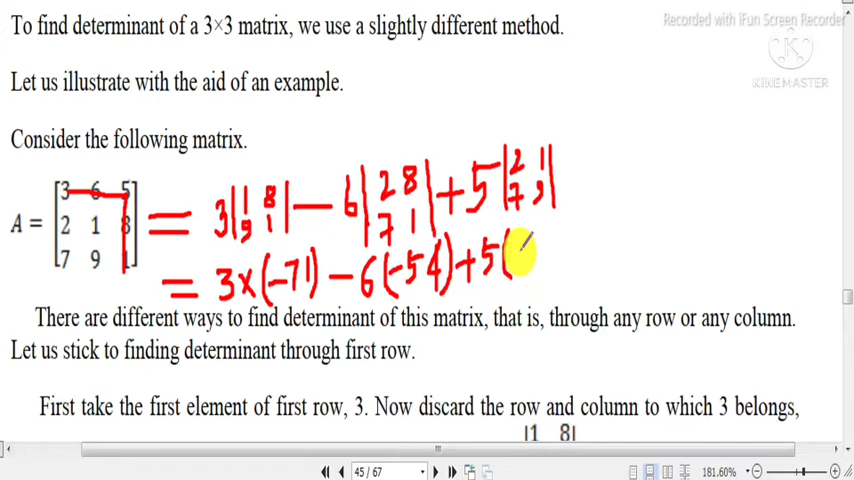 To find determinant of a 3×3 matrix, we use a slightly different method.
Recorded with iFun Screen Recorder
KINEMASTER
Let us illustrate with the aid of an example.
Consider the following matrix.
A = [3 6 5
2 1 8
7 9 1]
= 3|1 8
9 1| − 6|2 8
7 1| + 5|2 1
7 9|
= 3×(−71) − 6(−54) + 5(
There are different ways to find determinant of this matrix, that is, through any row or any column.
Let us stick to finding determinant through first row.
First take the first element of first row, 3. Now discard the row and column to which 3 belongs,
|1 8|
45 / 67
181.60%